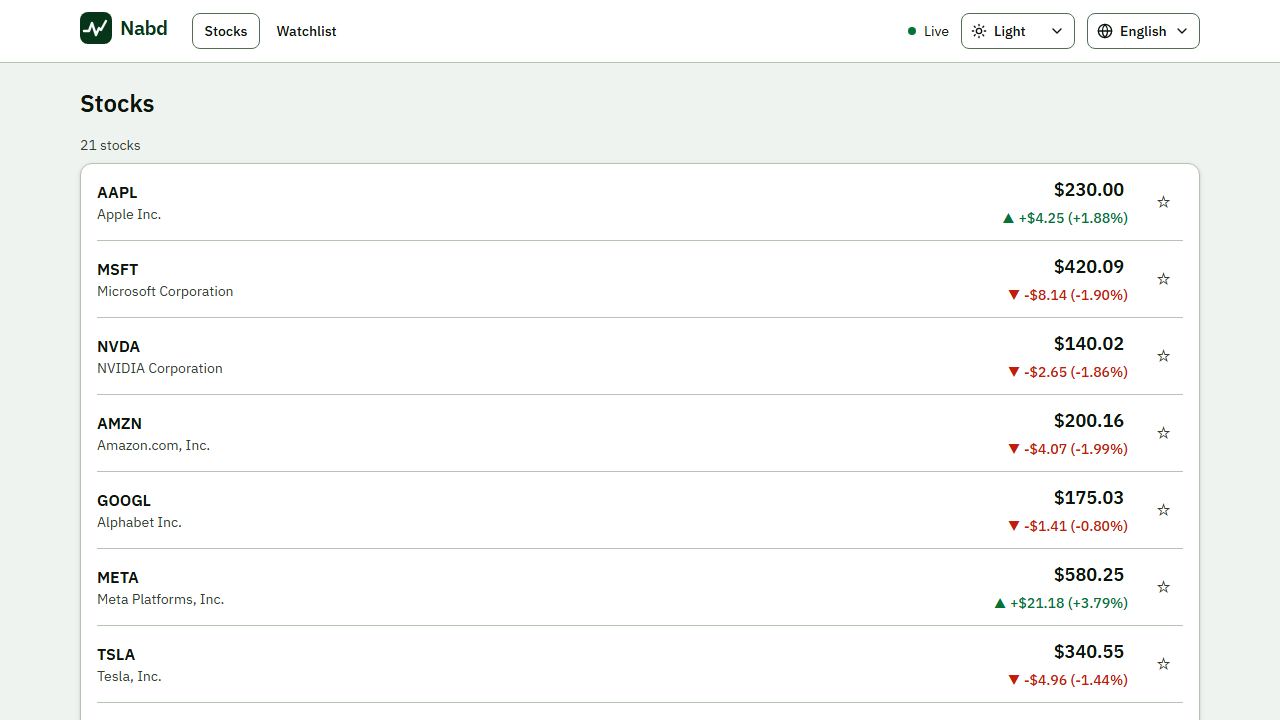 Nabd
Stocks
Watchlist
Live
Light
English
Stocks
21 stocks
AAPL
Apple Inc.
$230.00
▲ +$4.25 (+1.88%)
☆
MSFT
Microsoft Corporation
$420.09
▼ -$8.14 (-1.90%)
☆
NVDA
NVIDIA Corporation
$140.02
▼ -$2.65 (-1.86%)
☆
AMZN
Amazon.com, Inc.
$200.16
▼ -$4.07 (-1.99%)
☆
GOOGL
Alphabet Inc.
$175.03
▼ -$1.41 (-0.80%)
☆
META
Meta Platforms, Inc.
$580.25
▲ +$21.18 (+3.79%)
☆
TSLA
Tesla, Inc.
$340.55
▼ -$4.96 (-1.44%)
☆